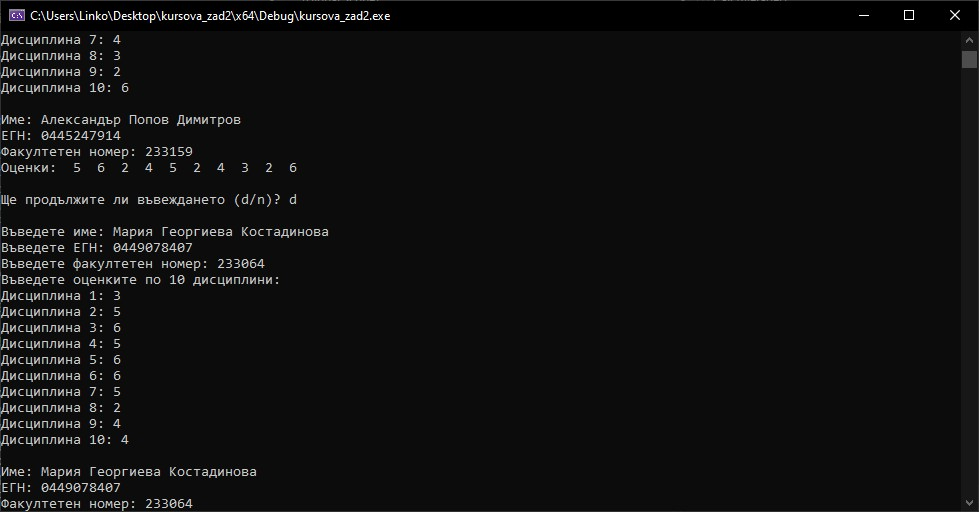 C:\Users\Linko\Desktop\kursova_zad2\x64\Debug\kursova_zad2.exe
Дисциплина 7: 4
Дисциплина 8: 3
Дисциплина 9: 2
Дисциплина 10: 6
Име: Александър Попов Димитров
ЕГН: 0445247914
Факултетен номер: 233159
Оценки:  5  6  2  4  5  2  4  3  2  6
Ще продължите ли въвеждането (d/n)? d
Въведете име: Мария Георгиева Костадинова
Въведете ЕГН: 0449078407
Въведете факултетен номер: 233064
Въведете оценките по 10 дисциплини:
Дисциплина 1: 3
Дисциплина 2: 5
Дисциплина 3: 6
Дисциплина 4: 5
Дисциплина 5: 6
Дисциплина 6: 6
Дисциплина 7: 5
Дисциплина 8: 2
Дисциплина 9: 4
Дисциплина 10: 4
Име: Мария Георгиева Костадинова
ЕГН: 0449078407
Факултетен номер: 233064